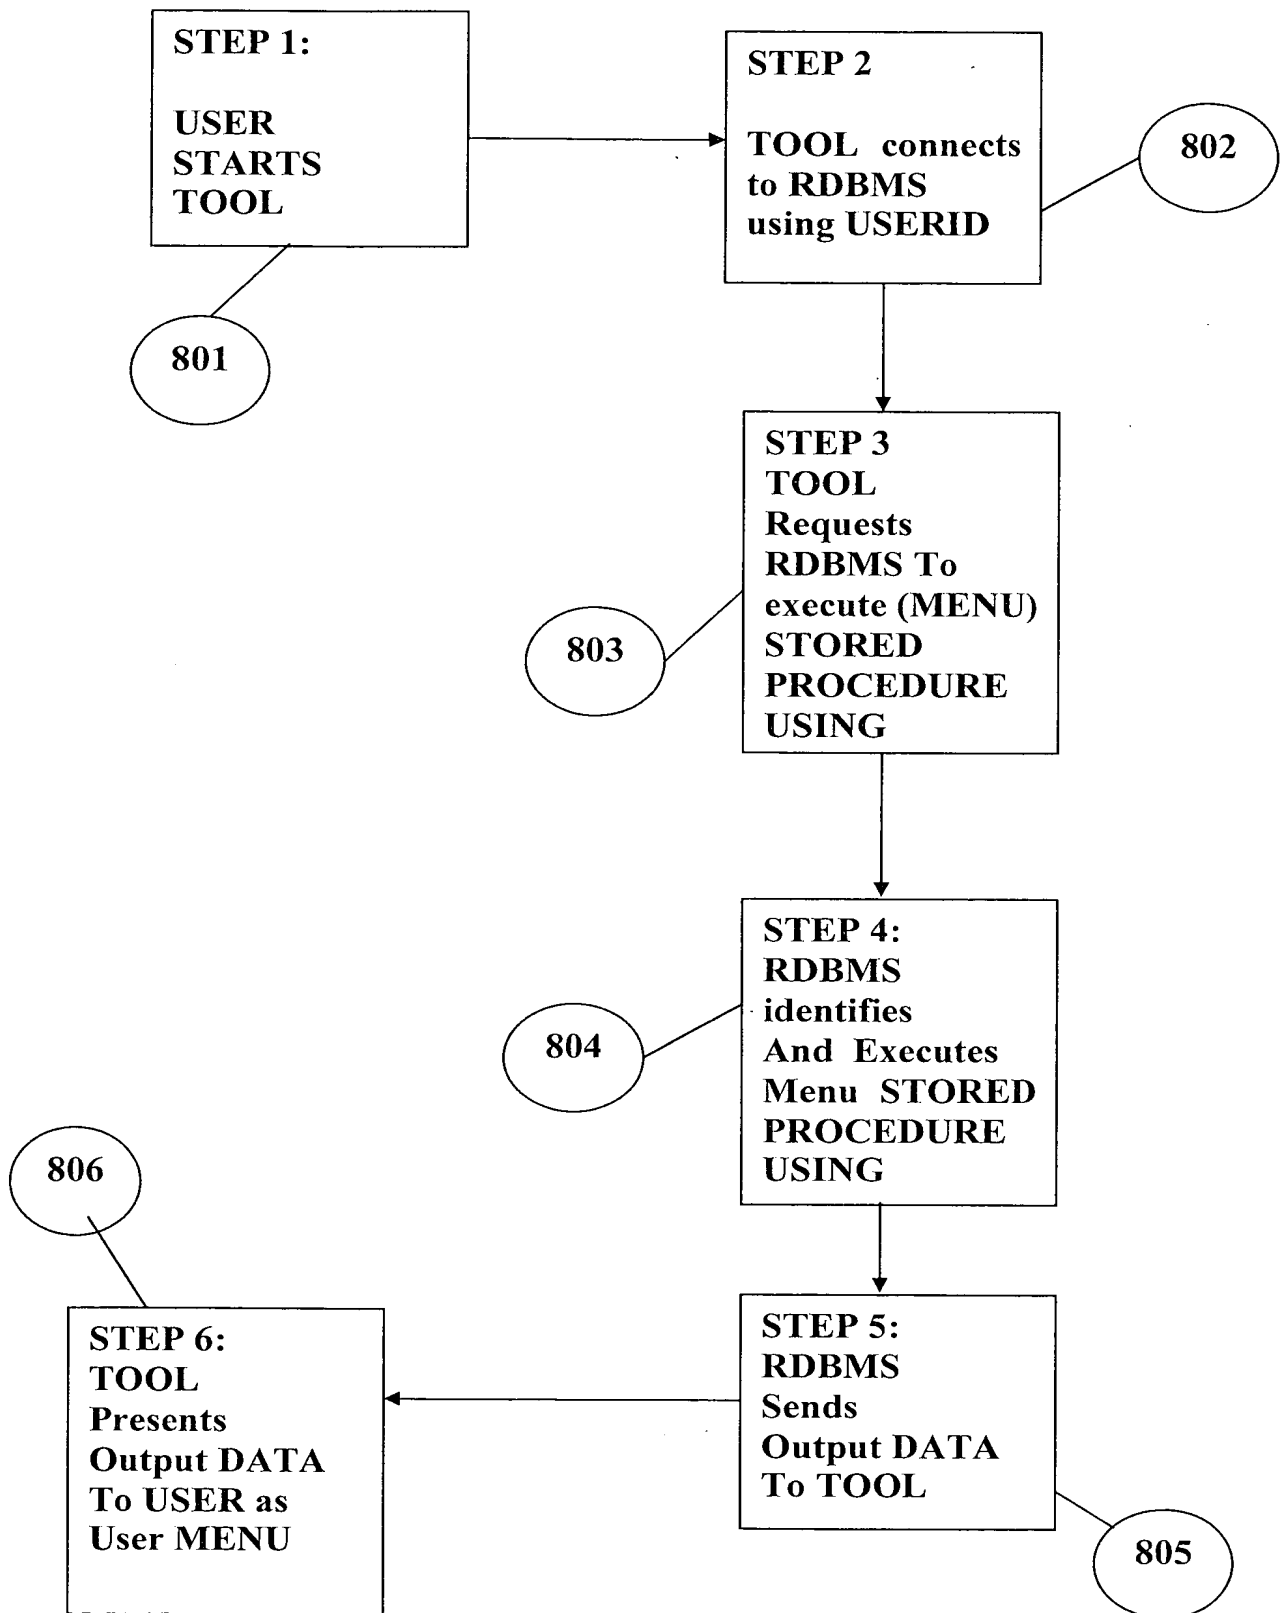 STEP 1:
USER
STARTS
TOOL
801
STEP 2
TOOL connects
to RDBMS
using USERID
802
STEP 3
TOOL
Requests
RDBMS To
execute (MENU)
STORED
PROCEDURE
USING
803
STEP 4:
RDBMS
identifies
And Executes
Menu STORED
PROCEDURE
USING
804
STEP 5:
RDBMS
Sends
Output DATA
To TOOL
805
STEP 6:
TOOL
Presents
Output DATA
To USER as
User MENU
806